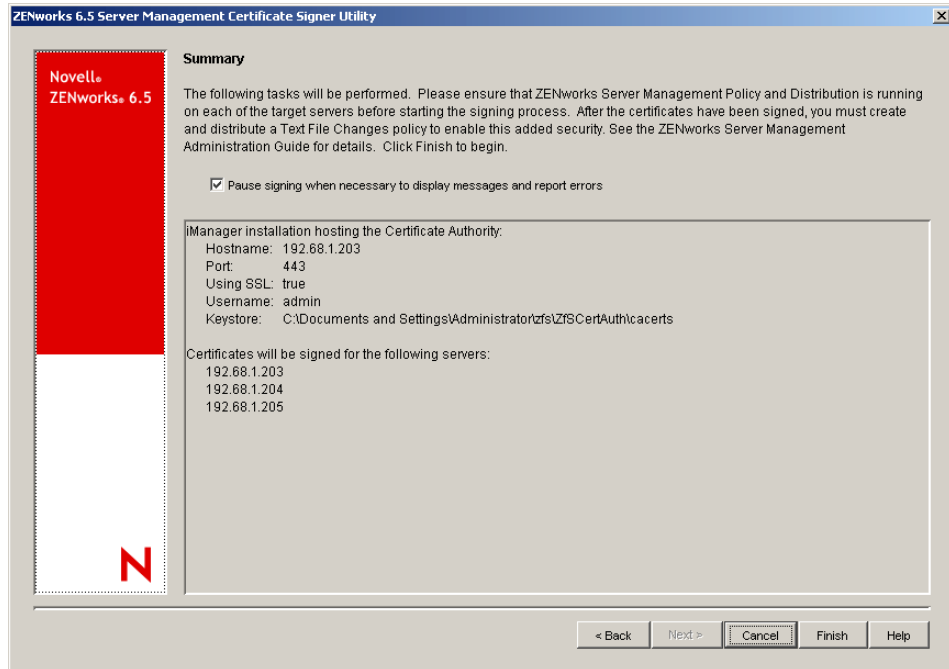 ZENworks 6.5 Server Management Certificate Signer Utility
Novell®
ZENworks® 6.5
Summary
The following tasks will be performed. Please ensure that ZENworks Server Management Policy and Distribution is running
on each of the target servers before starting the signing process. After the certificates have been signed, you must create
and distribute a Text File Changes policy to enable this added security. See the ZENworks Server Management
Administration Guide for details. Click Finish to begin.
Pause signing when necessary to display messages and report errors
iManager installation hosting the Certificate Authority:
Hostname: 192.68.1.203
Port: 443
Using SSL: true
Username: admin
Keystore: C:\Documents and Settings\Administrator\zfs\ZfSCertAuth\cacerts
Certificates will be signed for the following servers:
192.68.1.203
192.68.1.204
192.68.1.205
N
< Back Next > Cancel Finish Help